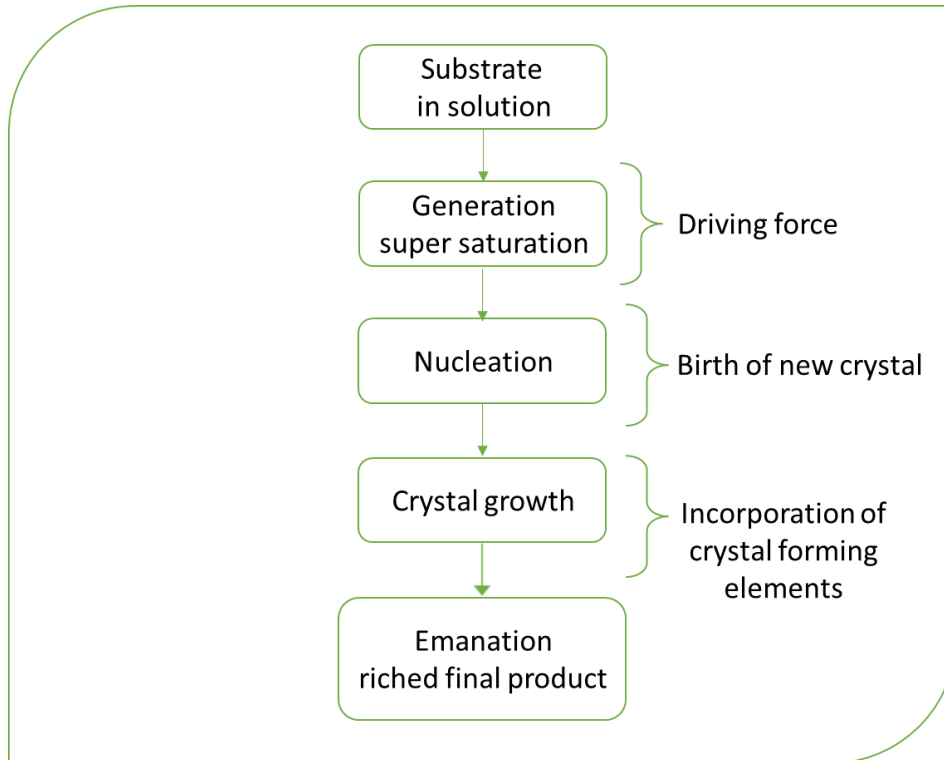 Substrate
in solution
Generation
super saturation
Driving force
Nucleation
Birth of new crystal
Crystal growth
Incorporation of
crystal forming
elements
Emanation
riched final product